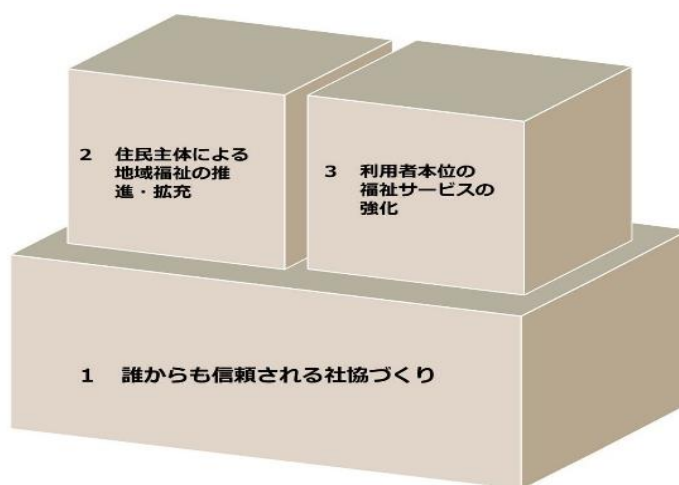 2 住民主体による
地域福祉の推
進・拡充
3 利用者本位の
福祉サービスの
強化
1 誰からも信頼される社協づくり